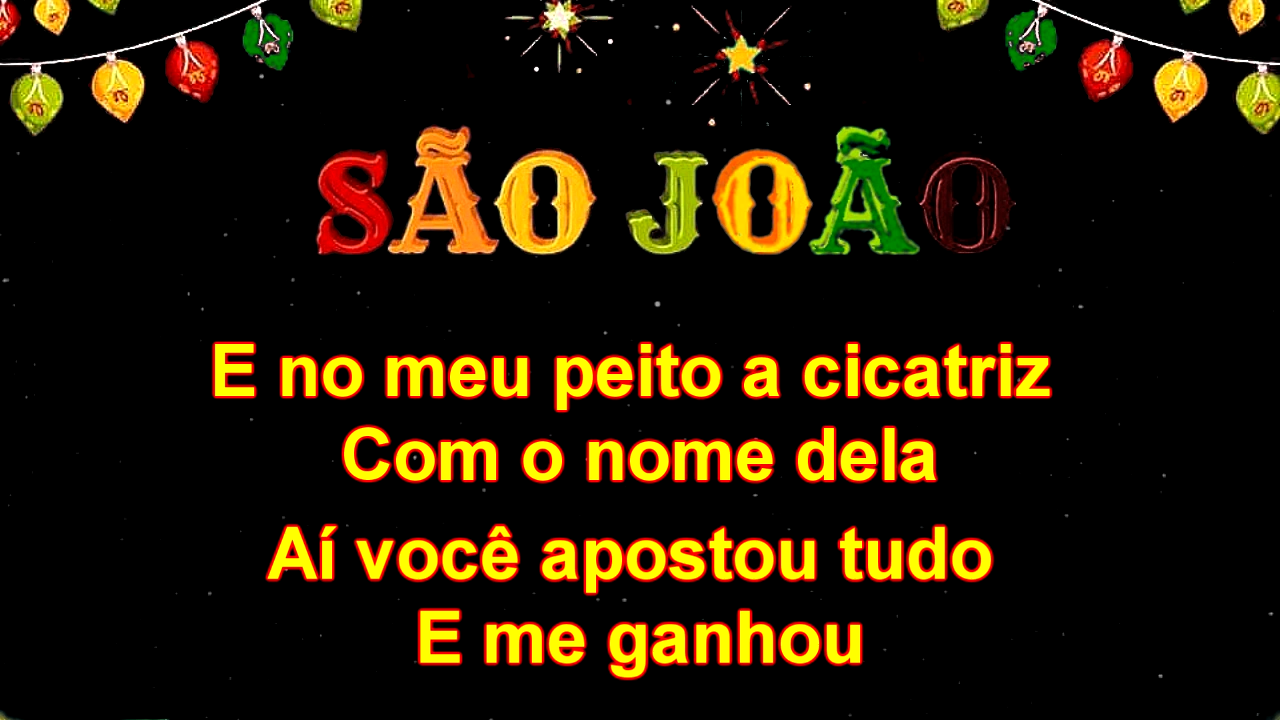 SÃO JOÃO
E no meu peito a cicatriz
Com o nome dela
Aí você apostou tudo
E me ganhou